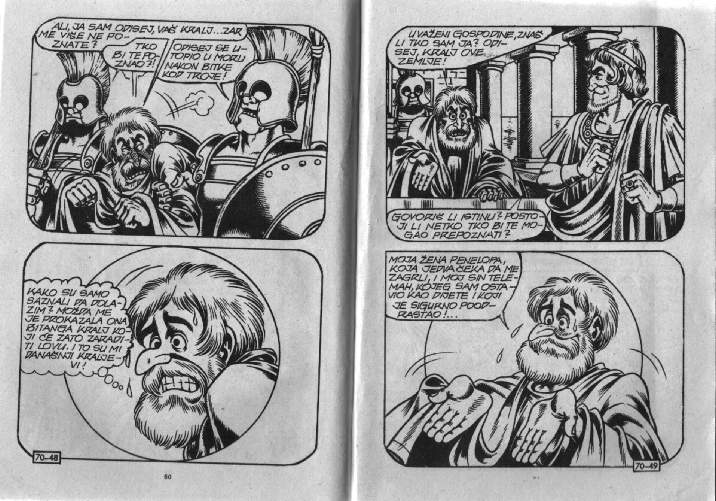 ALI, JA SAM ODISEJ, VAŠ KRALJ... ZAR
ME VIŠE NE PO-
ZNATE?
TKO
BI TE PO-
ZNAO?!
ODISEJ SE U-
TOPIO U MORU
NAKON BITKE
KOD TROJE!
KAKO SU SAMO
SAZNALI DA DOLA-
ZIM? MOŽDA ME
JE PROKAZALA ONA
BITANGA KRALJ KO-
JI ĆE ZATO ZARADI-
TI LOVU. I TO SU MI
DANAŠNJI KRALJE-
VI!
70-48
60
UVAŽENI GOSPODINE, ZNAŠ
LI TKO SAM JA? ODI-
SEJ, KRALJ OVE
ZEMLJE!
GOVORIŠ LI ISTINU? POSTO-
JI LI NETKO TKO BI TE MO-
GAO PREPOZNATI?
MOJA ŽENA PENELOPA,
KOJA JEDVA ČEKA DA ME
ZAGRLI, I MOJ SIN TELE-
MAH, KOJEG SAM OSTA-
VIO KAO DIJETE I KOJI
JE SIGURNO POOD-
RASTAO!...
70-49